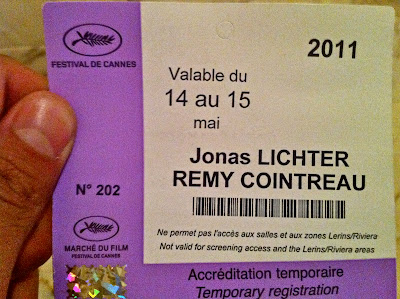 FESTIVAL DE CANNES
2011
Valable du
14 au 15
mai
Jonas LICHTER
REMY COINTREAU
N° 202
Ne permet pas l'accès aux salles et aux zones Lerins/Riviera
Not valid for screening access and the Lerins/Riviera areas
MARCHÉ DU FILM
FESTIVAL DE CANNES
Accréditation temporaire
Temporary registration